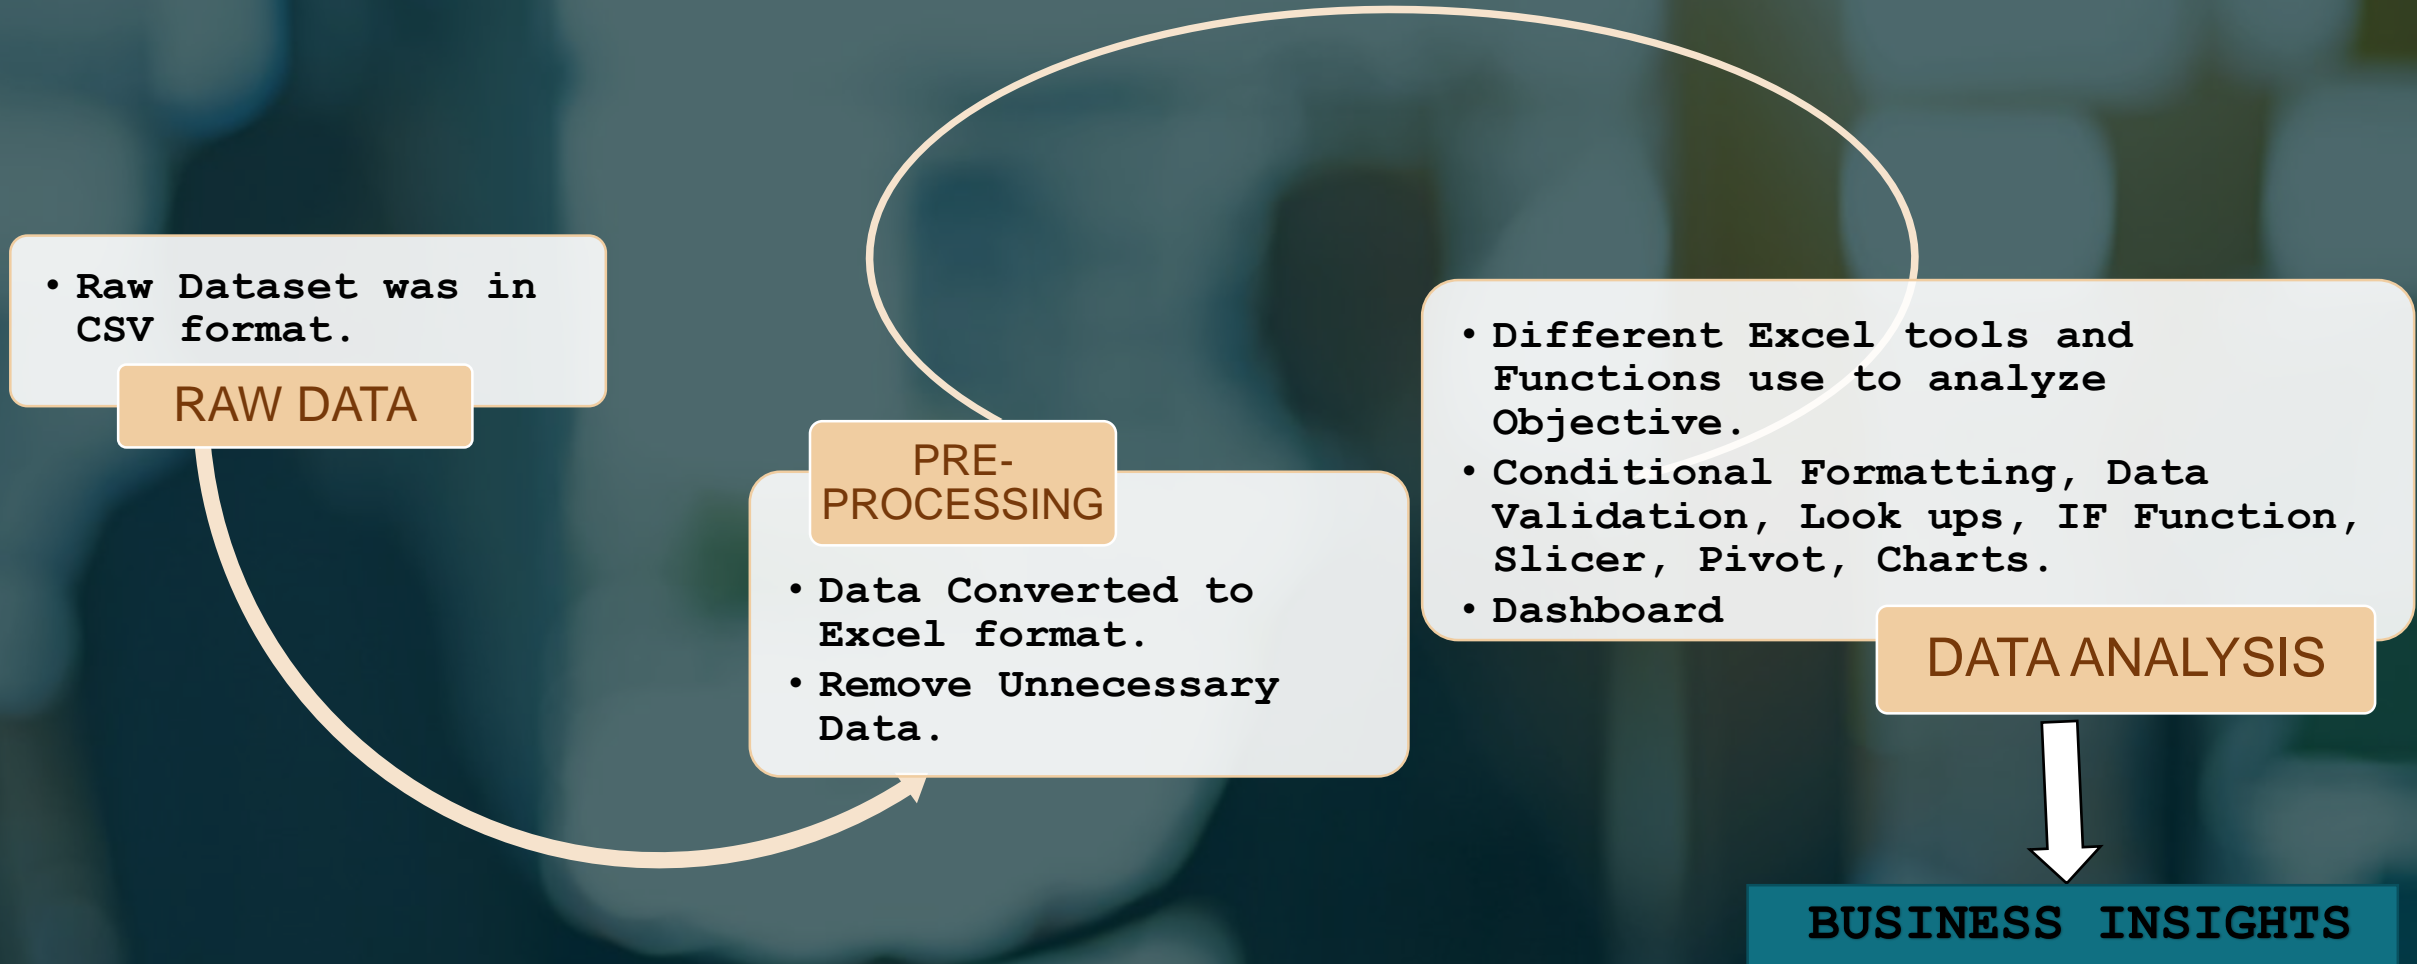 • Raw Dataset was in
CSV format.
RAW DATA
PRE-
PROCESSING
• Data Converted to
Excel format.
• Remove Unnecessary
Data.
• Different Excel tools and
Functions use to analyze
Objective.
• Conditional Formatting, Data
Validation, Look ups, IF Function,
Slicer, Pivot, Charts.
• Dashboard
DATA ANALYSIS
BUSINESS INSIGHTS